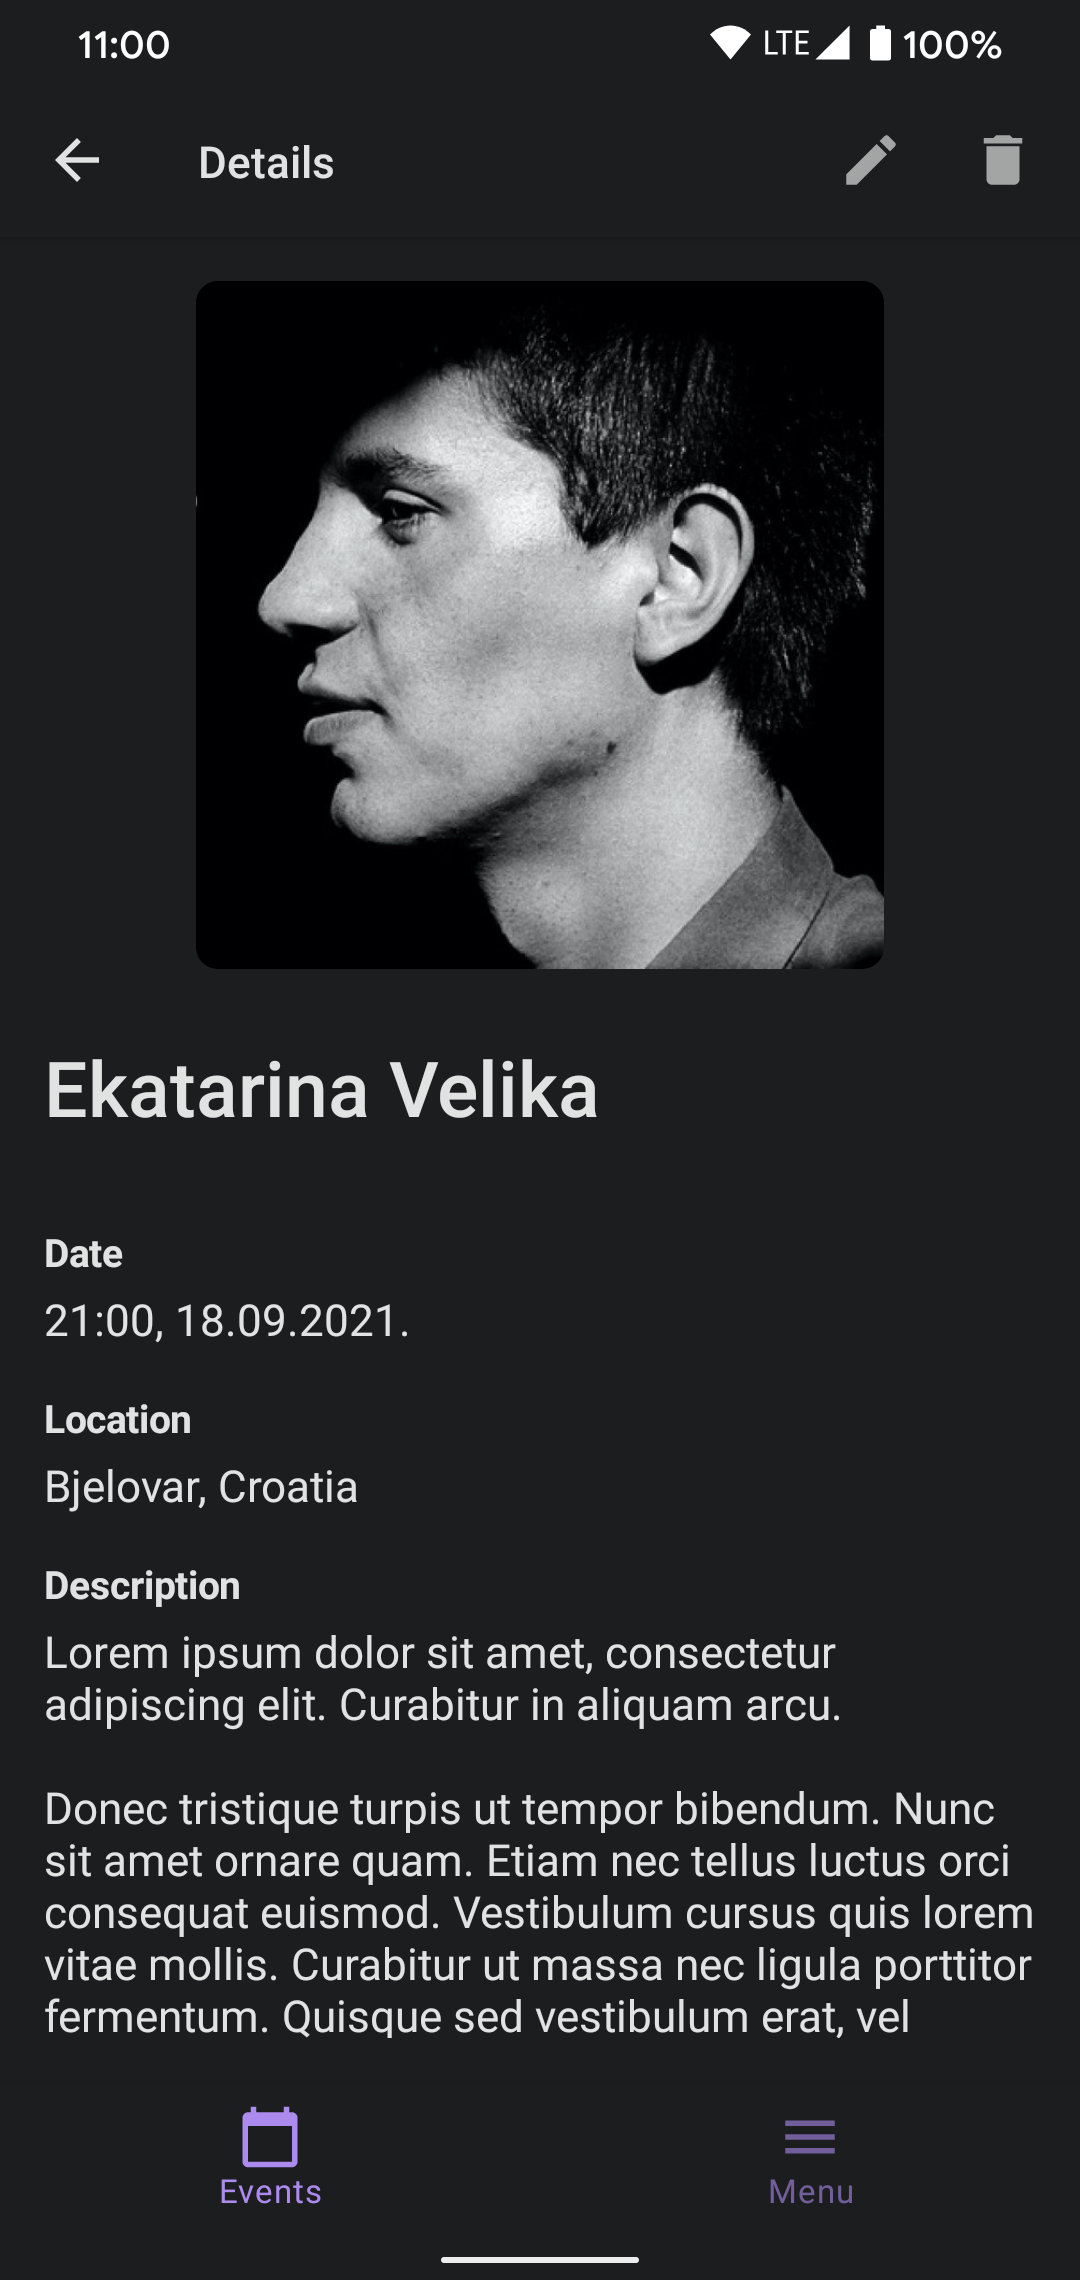 11:00 LTE 100%
Details
Ekatarina Velika
Date
21:00, 18.09.2021.
Location
Bjelovar, Croatia
Description
Lorem ipsum dolor sit amet, consectetur
adipiscing elit. Curabitur in aliquam arcu.
Donec tristique turpis ut tempor bibendum. Nunc
sit amet ornare quam. Etiam nec tellus luctus orci
consequat euismod. Vestibulum cursus quis lorem
vitae mollis. Curabitur ut massa nec ligula porttitor
fermentum. Quisque sed vestibulum erat, vel
Events Menu